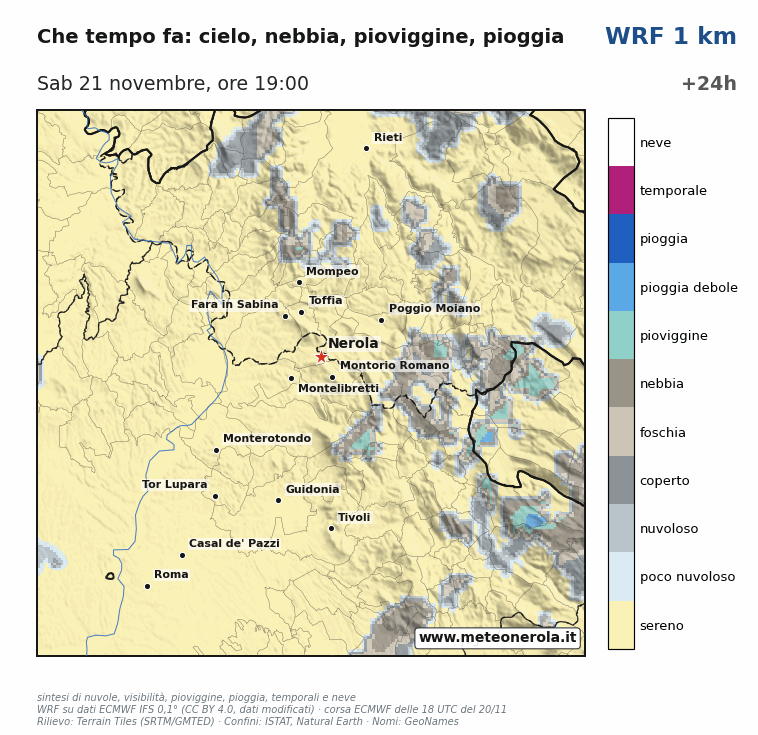 Che tempo fa: cielo, nebbia, pioviggine, pioggia
WRF 1 km
Sab 21 novembre, ore 19:00
+24h
Rieti
Mompeo
Fara in Sabina
Toffia
Poggio Moiano
Nerola
Montorio Romano
Montelibretti
Monterotondo
Tor Lupara
Guidonia
Tivoli
Casal de' Pazzi
Roma
www.meteonerola.it
neve
temporale
pioggia
pioggia debole
pioviggine
nebbia
foschia
coperto
nuvoloso
poco nuvoloso
sereno
sintesi di nuvole, visibilità, pioviggine, pioggia, temporali e neve
WRF su dati ECMWF IFS 0,1° (CC BY 4.0, dati modificati) · corsa ECMWF delle 18 UTC del 20/11
Rilievo: Terrain Tiles (SRTM/GMTED) · Confini: ISTAT, Natural Earth · Nomi: GeoNames